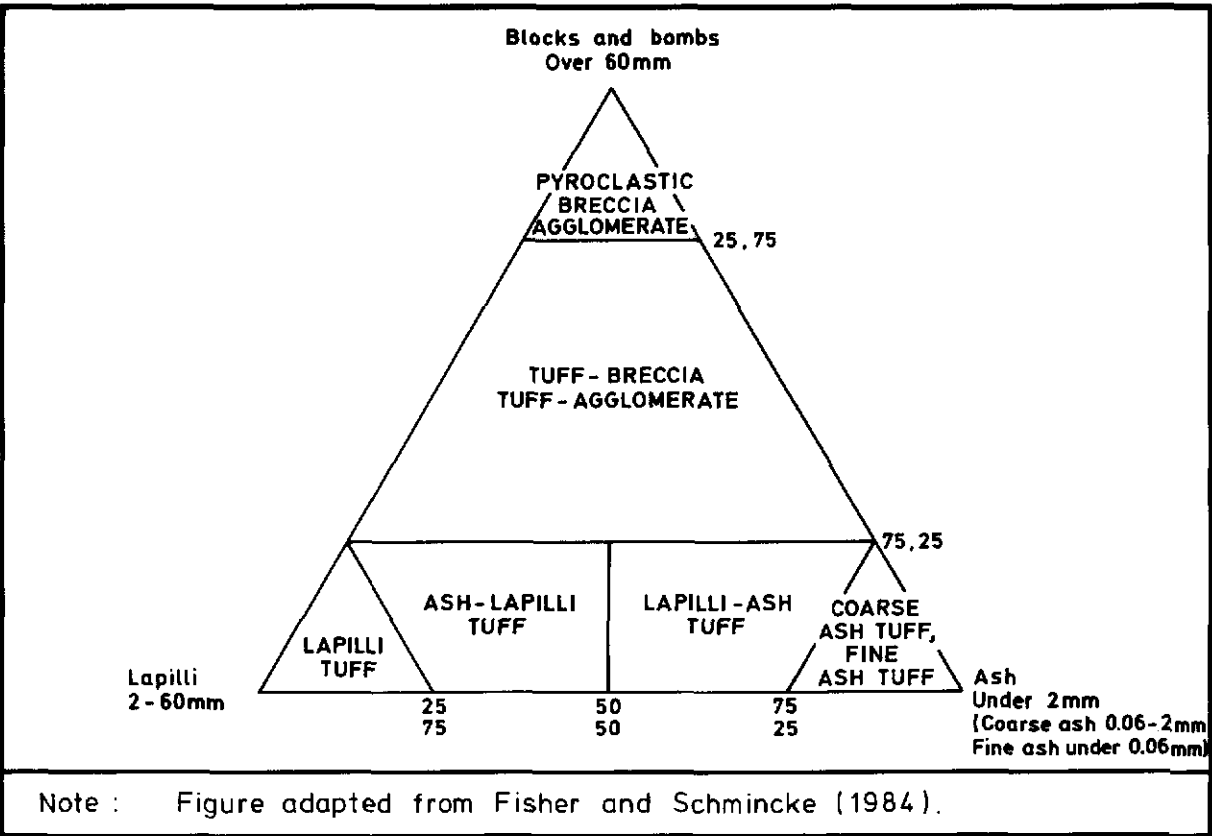 Blocks and bombs
Over 60mm
PYROCLASTIC
BRECCIA
AGGLOMERATE
25,75
TUFF-BRECCIA
TUFF-AGGLOMERATE
75,25
ASH-LAPILLI
TUFF
LAPILLI-ASH
TUFF
COARSE
ASH TUFF,
FINE
ASH TUFF
LAPILLI
TUFF
Lapilli
2-60mm
25
75
50
50
75
25
Ash
Under 2mm
(Coarse ash 0.06-2mm
Fine ash under 0.06mm)
Note : Figure adapted from Fisher and Schmincke (1984).